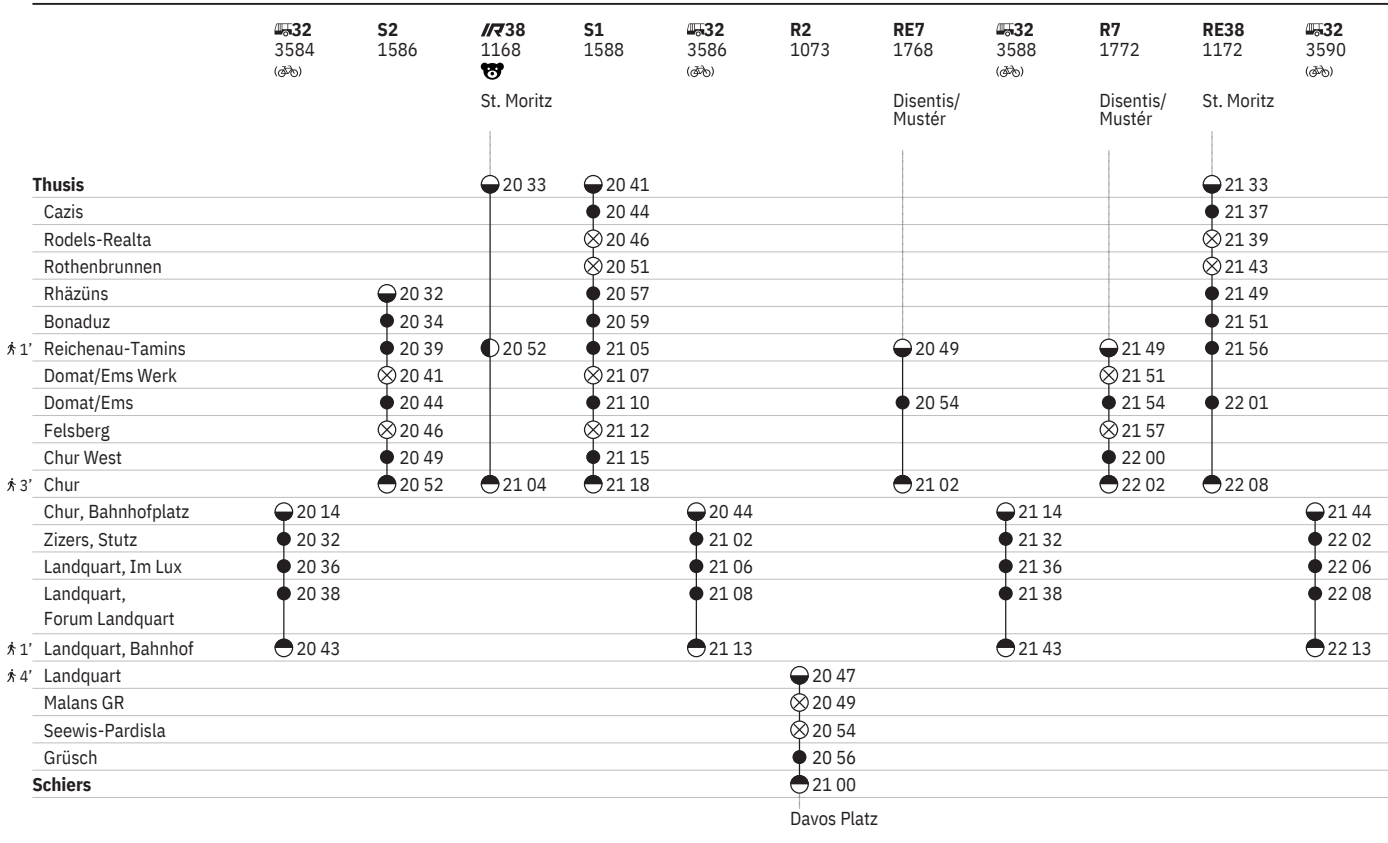 32 S2 IR38 S1 32 R2 RE7 32 R7 RE38 32
3584 1586 1168 1588 3586 1073 1768 3588 1772 1172 3590
St. Moritz Disentis/ Disentis/ St. Moritz
Mustér Mustér
Thusis 20 33 20 41 21 33
Cazis 20 44 21 37
Rodels-Realta 20 46 21 39
Rothenbrunnen 20 51 21 43
Rhäzüns 20 32 20 57 21 49
Bonaduz 20 34 20 59 21 51
1’ Reichenau-Tamins 20 39 20 52 21 05 20 49 21 49 21 56
Domat/Ems Werk 20 41 21 07 21 51
Domat/Ems 20 44 21 10 20 54 21 54 22 01
Felsberg 20 46 21 12 21 57
Chur West 20 49 21 15 22 00
3’ Chur 20 52 21 04 21 18 21 02 22 02 22 08
Chur, Bahnhofplatz 20 14 20 44 21 14 21 44
Zizers, Stutz 20 32 21 02 21 32 22 02
Landquart, Im Lux 20 36 21 06 21 36 22 06
Landquart, 20 38 21 08 21 38 22 08
Forum Landquart
1’ Landquart, Bahnhof 20 43 21 13 21 43 22 13
4’ Landquart 20 47
Malans GR 20 49
Seewis-Pardisla 20 54
Grüsch 20 56
Schiers 21 00
Davos Platz